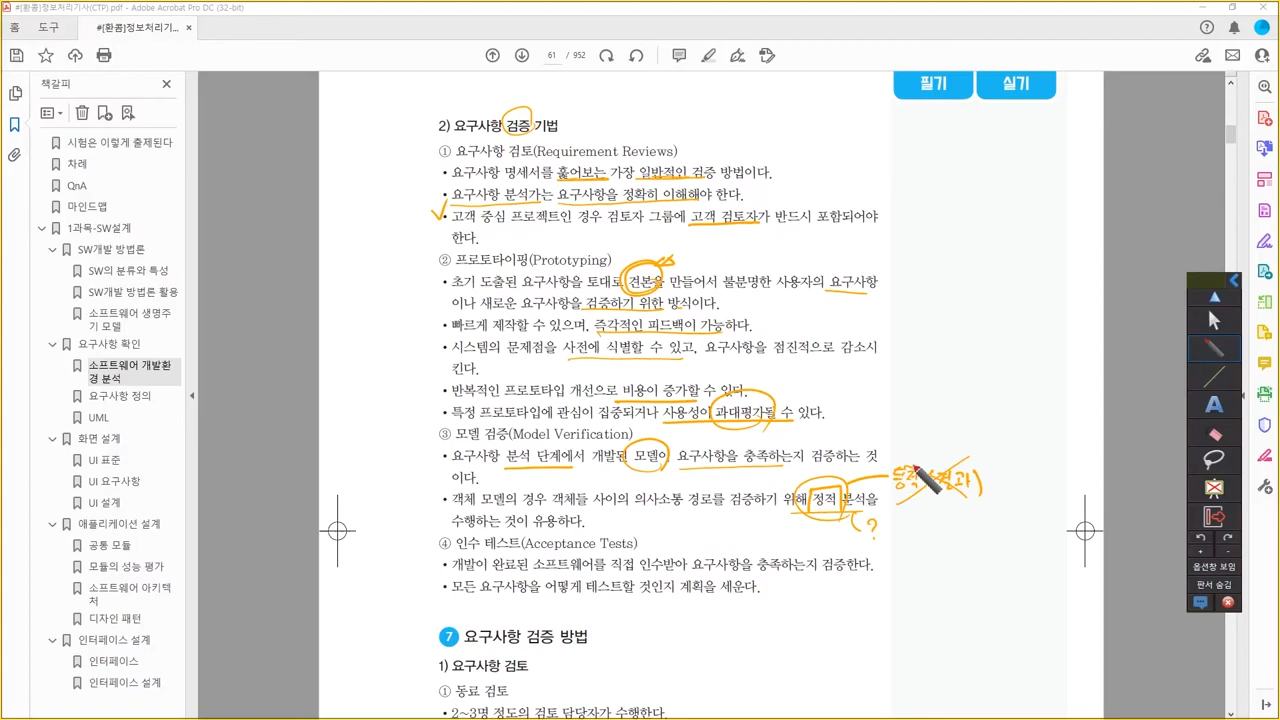 #[환콤]정보처리기사(CTP).pdf - Adobe Acrobat Pro DC (32-bit)
홈
도구
#[환콤]정보처리기...
61 / 952
책갈피
시험은 이렇게 출제된다
차례
QnA
마인드맵
1과목-SW설계
SW개발 방법론
SW의 분류와 특성
SW개발 방법론 활용
소프트웨어 생명주
기 모델
요구사항 확인
소프트웨어 개발환
경 분석
요구사항 정의
UML
화면 설계
UI 표준
UI 요구사항
UI 설계
애플리케이션 설계
공통 모듈
모듈의 성능 평가
소프트웨어 아키텍
처
디자인 패턴
인터페이스 설계
인터페이스
인터페이스 설계
필기
실기
2) 요구사항 검증 기법
① 요구사항 검토(Requirement Reviews)
• 요구사항 명세서를 훑어보는 가장 일반적인 검증 방법이다.
• 요구사항 분석가는 요구사항을 정확히 이해해야 한다.
• 고객 중심 프로젝트인 경우 검토자 그룹에 고객 검토자가 반드시 포함되어야
한다.
② 프로토타이핑(Prototyping)
• 초기 도출된 요구사항을 토대로 견본을 만들어서 불분명한 사용자의 요구사항
이나 새로운 요구사항을 검증하기 위한 방식이다.
• 빠르게 제작할 수 있으며, 즉각적인 피드백이 가능하다.
• 시스템의 문제점을 사전에 식별할 수 있고, 요구사항을 점진적으로 감소시
킨다.
• 반복적인 프로토타입 개선으로 비용이 증가할 수 있다.
• 특정 프로토타입에 관심이 집중되거나 사용성이 과대평가될 수 있다.
③ 모델 검증(Model Verification)
• 요구사항 분석 단계에서 개발된 모델이 요구사항을 충족하는지 검증하는 것
이다.
• 객체 모델의 경우 객체들 사이의 의사소통 경로를 검증하기 위해 정적 분석을
수행하는 것이 유용하다.
?
④ 인수 테스트(Acceptance Tests)
• 개발이 완료된 소프트웨어를 직접 인수받아 요구사항을 충족하는지 검증한다.
• 모든 요구사항을 어떻게 테스트할 것인지 계획을 세운다.
7 요구사항 검증 방법
1) 요구사항 검토
① 동료 검토
• 2~3명 정도의 검토 담당자가 수행한다.
A
옵션창 보임
판서 숨김